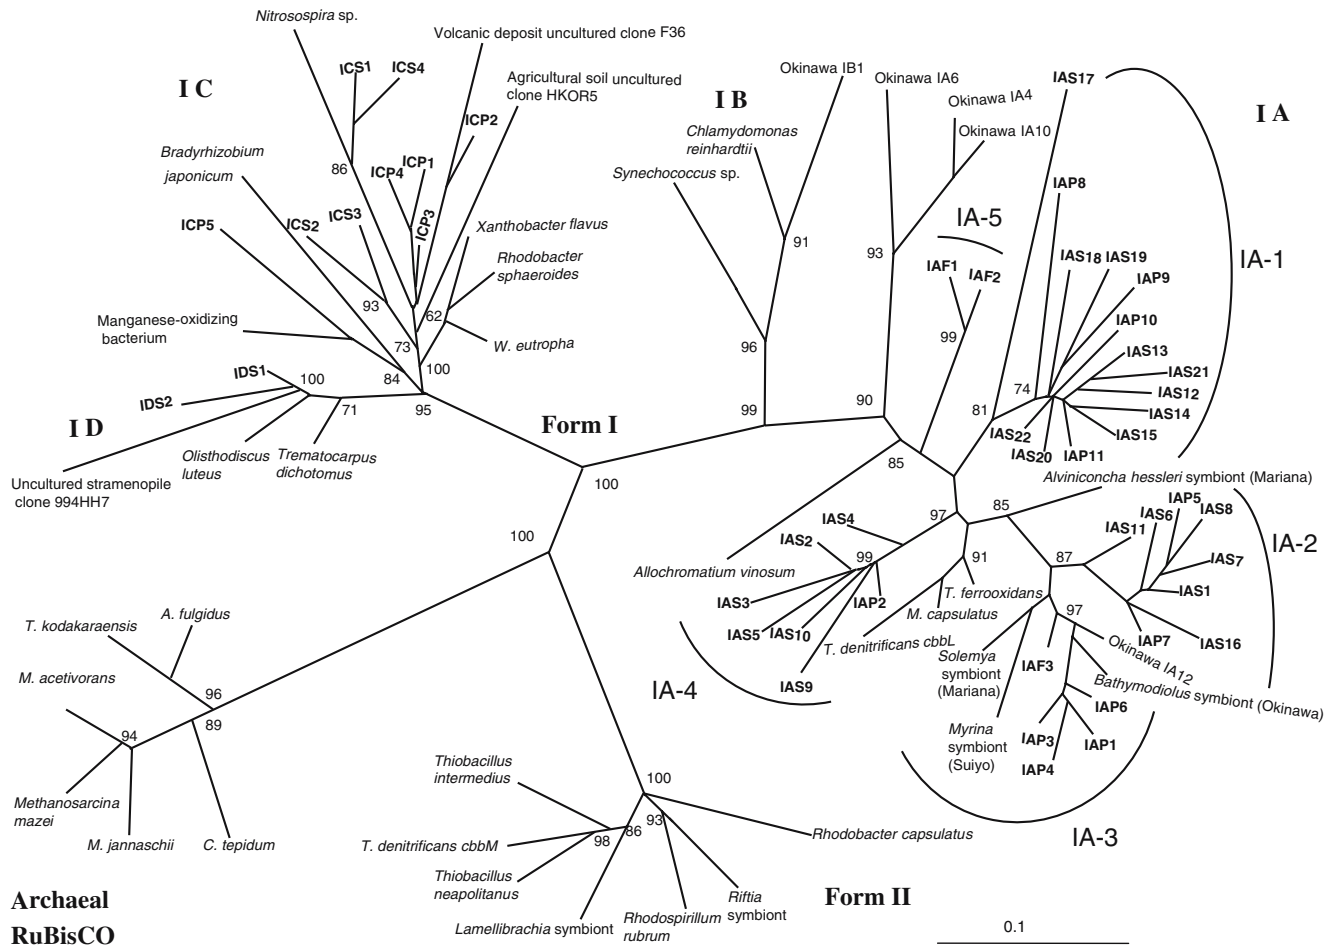 Nitrosospira sp.
Volcanic deposit uncultured clone F36
I C
ICS1
ICS4
Agricultural soil uncultured
clone HKOR5
ICP2
Bradyrhizobium
japonicum
86
ICP4
ICP1
ICP5
ICS2
ICS3
ICP3
Xanthobacter flavus
Rhodobacter
sphaeroides
93
62
Manganese-oxidizing
bacterium
W. eutropha
73
100
84
IDS1
100
IDS2
71
95
I D
Olisthodiscus
luteus
Trematocarpus
dichotomus
Uncultured stramenopile
clone 994HH7
Form I
100
100
I B
Okinawa IB1
Chlamydomonas
reinhardtii
Synechococcus sp.
91
96
99
Okinawa IA6
Okinawa IA4
Okinawa IA10
93
90
IA-5
IAF1
IAF2
99
85
I A
IAS17
IAP8
IA-1
IAS18
IAS19
IAP9
IAP10
IAS13
IAS21
IAS12
IAS14
IAS15
74
81
IAS22
IAS20
IAP11
Alviniconcha hessleri symbiont (Mariana)
85
97
IAS4
IAS2
99
Allochromatium vinosum
IAS3
IAS5
IAS10
IAP2
IAS9
IA-4
91
T. ferrooxidans
M. capsulatus
T. denitrificans cbbL
IAP5
IAS6
IAS8
IAS11
IA-2
87
IAS7
IAS1
IAP7
IAS16
97
Solemya
symbiont
(Mariana)
IAF3
Okinawa IA12
Bathymodiolus symbiont (Okinawa)
IAP6
Myrina
symbiont
(Suiyo)
IAP3
IAP1
IAP4
IA-3
T. kodakaraensis
A. fulgidus
M. acetivorans
96
89
94
Methanosarcina
mazei
M. jannaschii
C. tepidum
Archaeal
RuBisCO
Thiobacillus
intermedius
100
93
86
98
Rhodobacter capsulatus
T. denitrificans cbbM
Thiobacillus
neapolitanus
Lamellibrachia symbiont
Rhodospirillum
rubrum
Riftia
symbiont
Form II
0.1